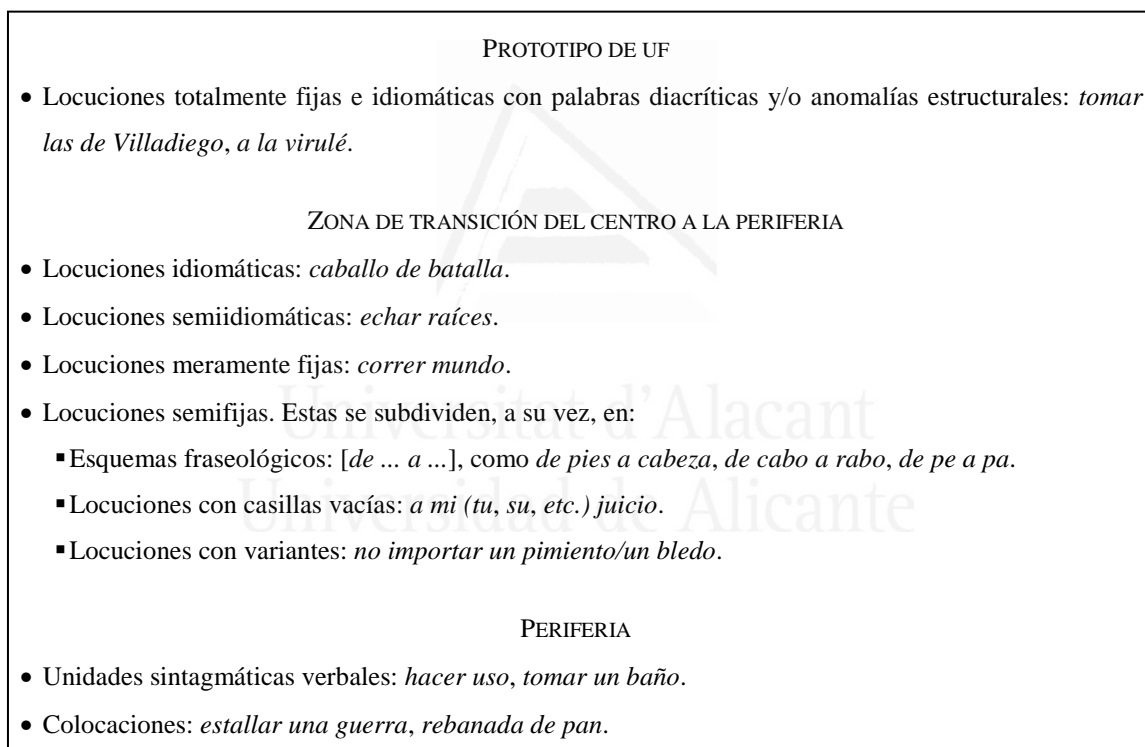 PROTOTIPO DE UF
• Locuciones totalmente fijas e idiomáticas con palabras diacríticas y/o anomalías estructurales: tomar
las de Villadiego, a la virulé.
ZONA DE TRANSICIÓN DEL CENTRO A LA PERIFERIA
• Locuciones idiomáticas: caballo de batalla.
• Locuciones semiidiomáticas: echar raíces.
• Locuciones meramente fijas: correr mundo.
• Locuciones semifijas. Estas se subdividen, a su vez, en:
▪ Esquemas fraseológicos: [de ... a ...], como de pies a cabeza, de cabo a rabo, de pe a pa.
▪ Locuciones con casillas vacías: a mi (tu, su, etc.) juicio.
▪ Locuciones con variantes: no importar un pimiento/un bledo.
PERIFERIA
• Unidades sintagmáticas verbales: hacer uso, tomar un baño.
• Colocaciones: estallar una guerra, rebanada de pan.
Universitat d'Alacant
Universidad de Alicante